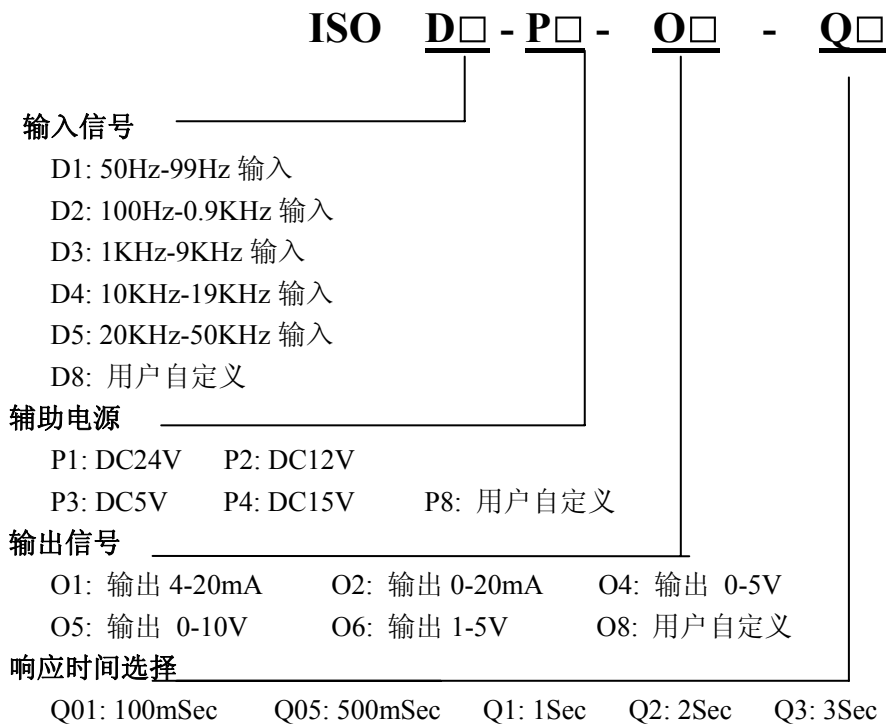 ISO D□ - P□ - O□ - Q□
输入信号
D1: 50Hz-99Hz 输入
D2: 100Hz-0.9KHz 输入
D3: 1KHz-9KHz 输入
D4: 10KHz-19KHz 输入
D5: 20KHz-50KHz 输入
D8: 用户自定义
辅助电源
P1: DC24V P2: DC12V
P3: DC5V P4: DC15V P8: 用户自定义
输出信号
O1: 输出 4-20mA O2: 输出 0-20mA O4: 输出 0-5V
O5: 输出 0-10V O6: 输出 1-5V O8: 用户自定义
响应时间选择
Q01: 100mSec Q05: 500mSec Q1: 1Sec Q2: 2Sec Q3: 3Sec